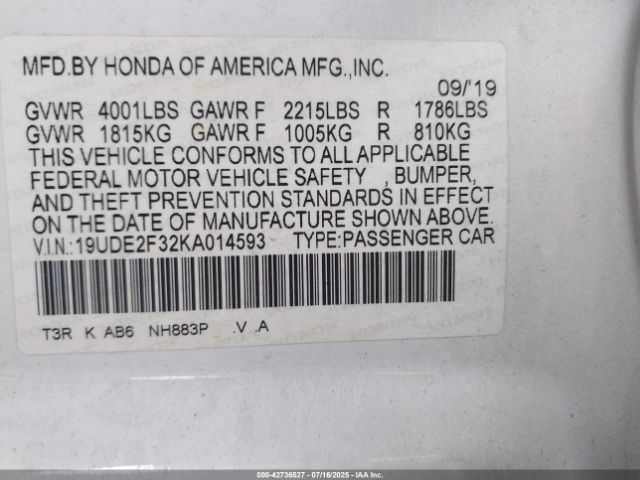 MFD.BY HONDA OF AMERICA MFG.,INC.
09/'19
GVWR 4001LBS GAWR F 2215LBS R 1786LBS
GVWR 1815KG GAWR F 1005KG R 810KG
THIS VEHICLE CONFORMS TO ALL APPLICABLE
FEDERAL MOTOR VEHICLE SAFETY , BUMPER,
AND THEFT PREVENTION STANDARDS IN EFFECT
ON THE DATE OF MANUFACTURE SHOWN ABOVE.
V.I.N.:19UDE2F32KA014593 TYPE:PASSENGER CAR
T3R K AB6 NH883P .V .A
000-42736527 - 07/16/2025 - IAA Inc.